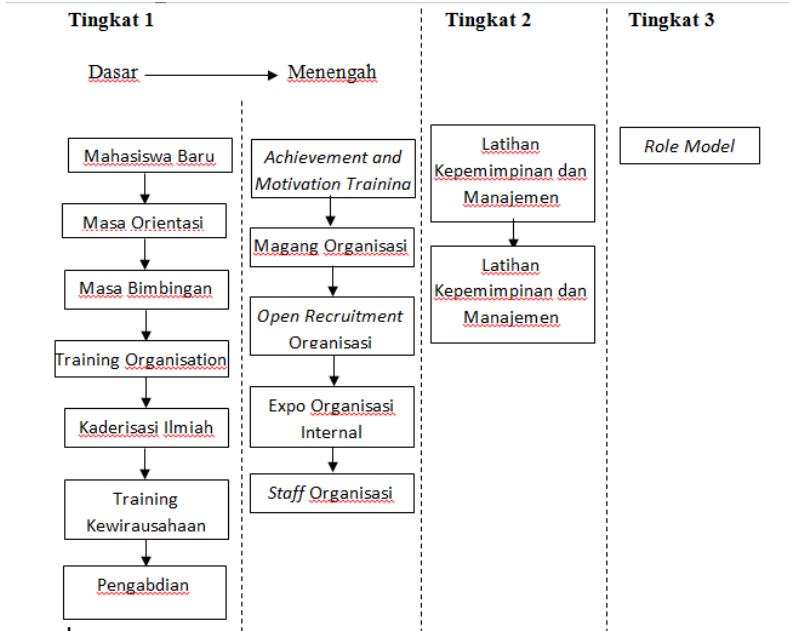 Tingkat 1
Tingkat 2
Tingkat 3
Dasar
Menengah
Mahasiswa Baru
Masa Orientasi
Masa Bimbingan
Training Organisation
Kaderisasi Ilmiah
Training
Kewirausahaan
Pengabdian
Achievement and
Motivation Training
Magang Organisasi
Open Recruitment
Organisasi
Expo Organisasi
Internal
Staff Organisasi
Latihan
Kepemimpinan dan
Manajemen
Latihan
Kepemimpinan dan
Manajemen
Role Model